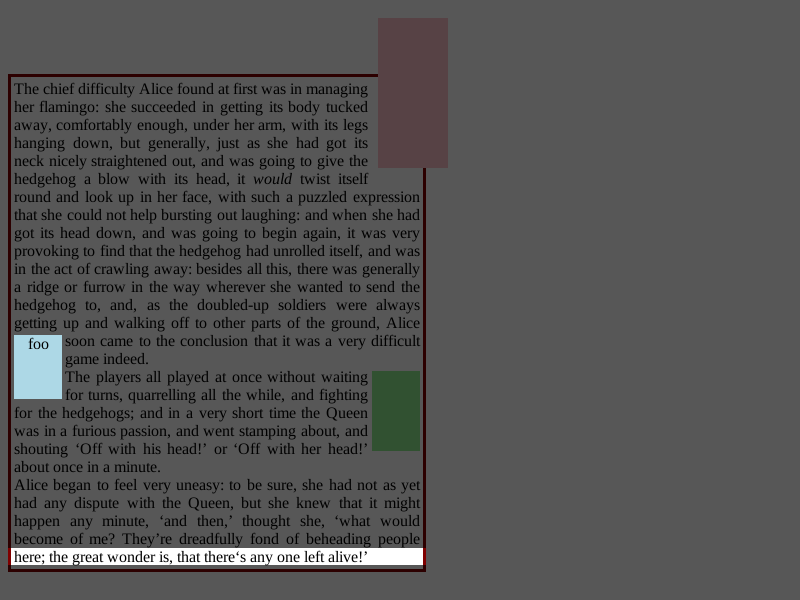 The chief difficulty Alice found at first was in managing
her flamingo: she succeeded in getting its body tucked
away, comfortably enough, under her arm, with its legs
hanging down, but generally, just as she had got its
neck nicely straightened out, and was going to give the
hedgehog a blow with its head, it would twist itself
round and look up in her face, with such a puzzled expression
that she could not help bursting out laughing: and when she had
got its head down, and was going to begin again, it was very
provoking to find that the hedgehog had unrolled itself, and was
in the act of crawling away: besides all this, there was generally
a ridge or furrow in the way wherever she wanted to send the
hedgehog to, and, as the doubled-up soldiers were always
getting up and walking off to other parts of the ground, Alice
foo
soon came to the conclusion that it was a very difficult
game indeed.
The players all played at once without waiting
for turns, quarrelling all the while, and fighting
for the hedgehogs; and in a very short time the Queen
was in a furious passion, and went stamping about, and
shouting ‘Off with his head!’ or ‘Off with her head!’
about once in a minute.
Alice began to feel very uneasy: to be sure, she had not as yet
had any dispute with the Queen, but she knew that it might
happen any minute, ‘and then,’ thought she, ‘what would
become of me? They’re dreadfully fond of beheading people
here; the great wonder is, that there‘s any one left alive!’